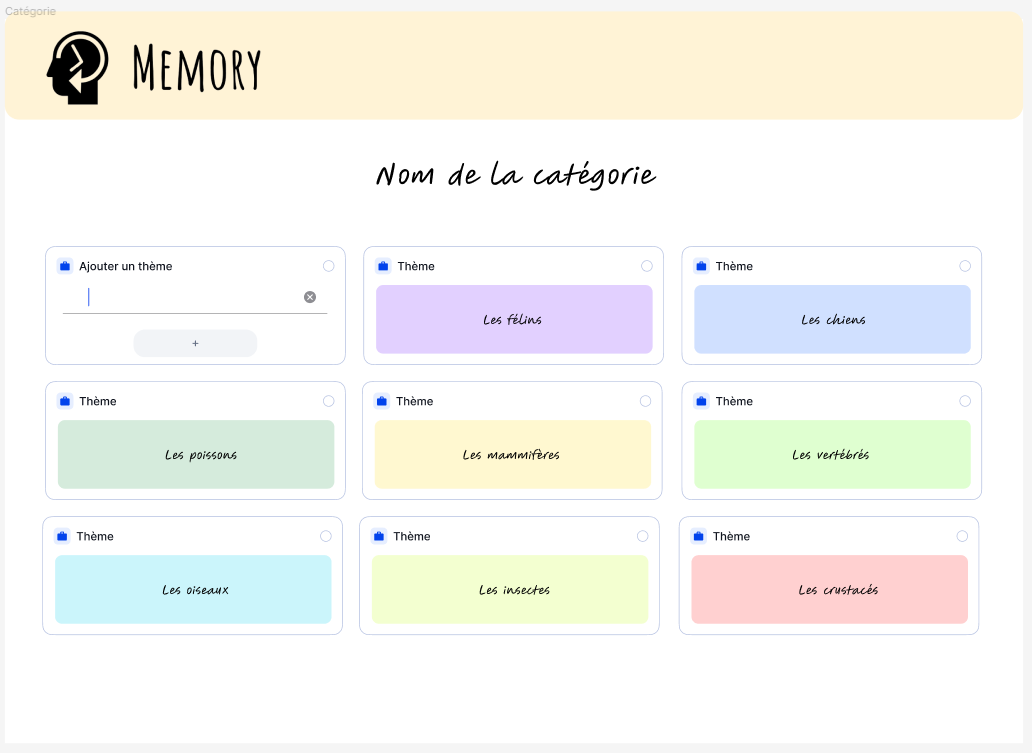 Catégorie
Memory
Nom de la catégorie
Ajouter un thème
+
Thème
Les félins
Thème
Les chiens
Thème
Les poissons
Thème
Les mammifères
Thème
Les vertébrés
Thème
Les oiseaux
Thème
Les insectes
Thème
Les crustacés